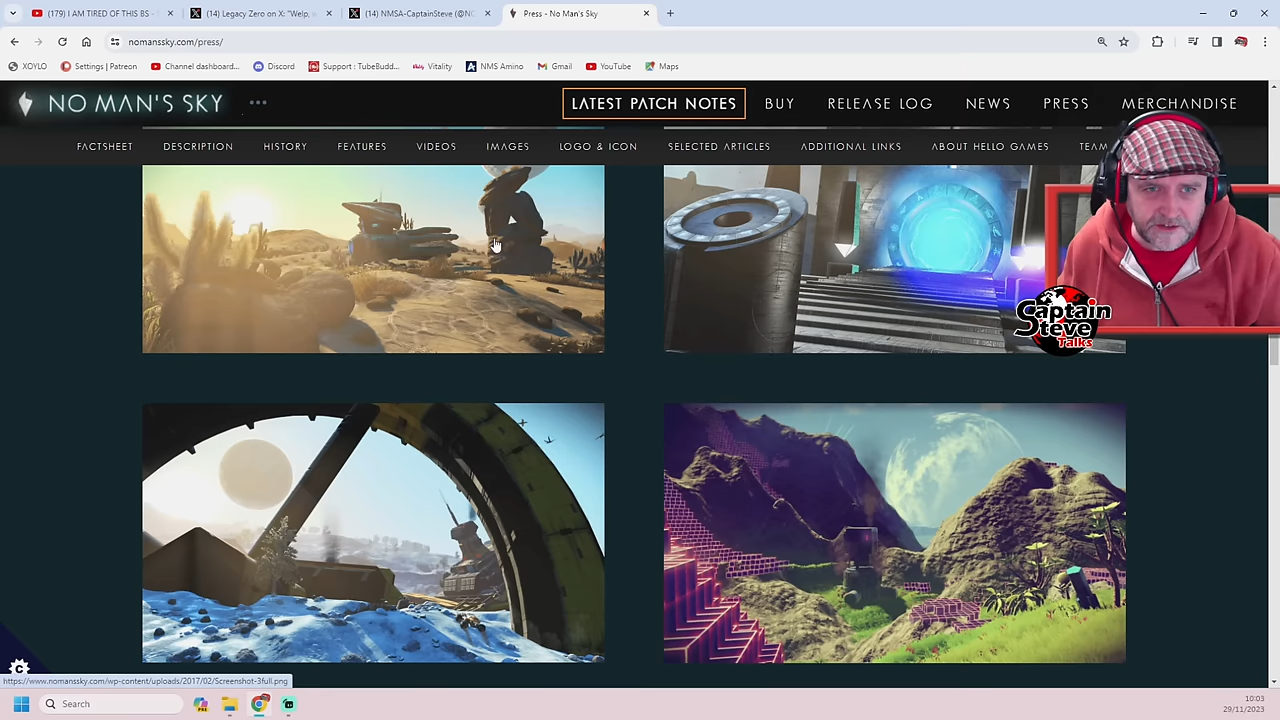 (179) I AM TIRED OF THIS BS -
(14) Legacy Zero on X: "Welp, w
(14) NMSA-CaptainSteve (@NC
Press - No Man's Sky
nomanssky.com/press/
XOYLO
Settings | Patreon
Channel dashboard...
Discord
Support : TubeBudd...
Vitality
NMS Amino
Gmail
YouTube
Maps
NO MAN'S SKY
LATEST PATCH NOTES
BUY
RELEASE LOG
NEWS
PRESS
MERCHANDISE
FACTSHEET
DESCRIPTION
HISTORY
FEATURES
VIDEOS
IMAGES
LOGO & ICON
SELECTED ARTICLES
ADDITIONAL LINKS
ABOUT HELLO GAMES
TEAM
Captain
Steve
Talks
https://www.nomanssky.com/wp-content/uploads/2017/02/Screenshot-3full.png
Search
10:03
29/11/2023